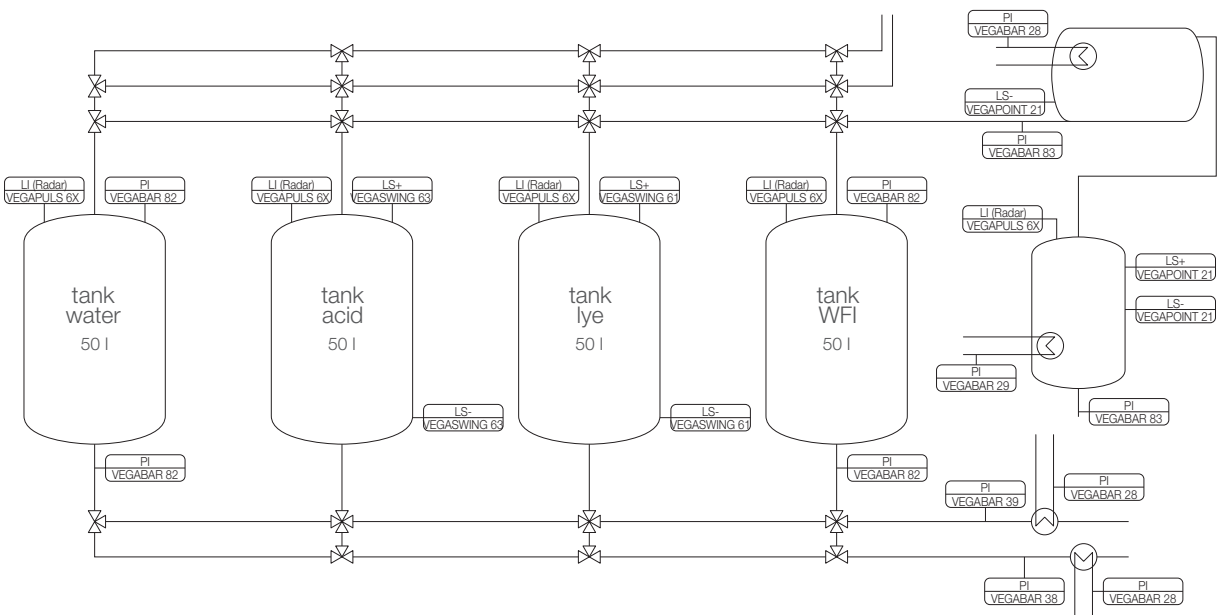 PI
VEGABAR 28
LS-
VEGAPOINT 21
PI
VEGABAR 83
LI (Radar)
VEGAPULS 6X
PI
VEGABAR 82
LI (Radar)
VEGAPULS 6X
LS+
VEGASWING 63
LI (Radar)
VEGAPULS 6X
LS+
VEGASWING 61
LI (Radar)
VEGAPULS 6X
PI
VEGABAR 82
LI (Radar)
VEGAPULS 6X
LS+
VEGAPOINT 21
LS-
VEGAPOINT 21
tank
water
50 l
tank
acid
50 l
tank
lye
50 l
tank
WFI
50 l
PI
VEGABAR 29
LS-
VEGASWING 63
LS-
VEGASWING 61
PI
VEGABAR 83
PI
VEGABAR 82
PI
VEGABAR 82
PI
VEGABAR 39
PI
VEGABAR 28
PI
VEGABAR 38
PI
VEGABAR 28